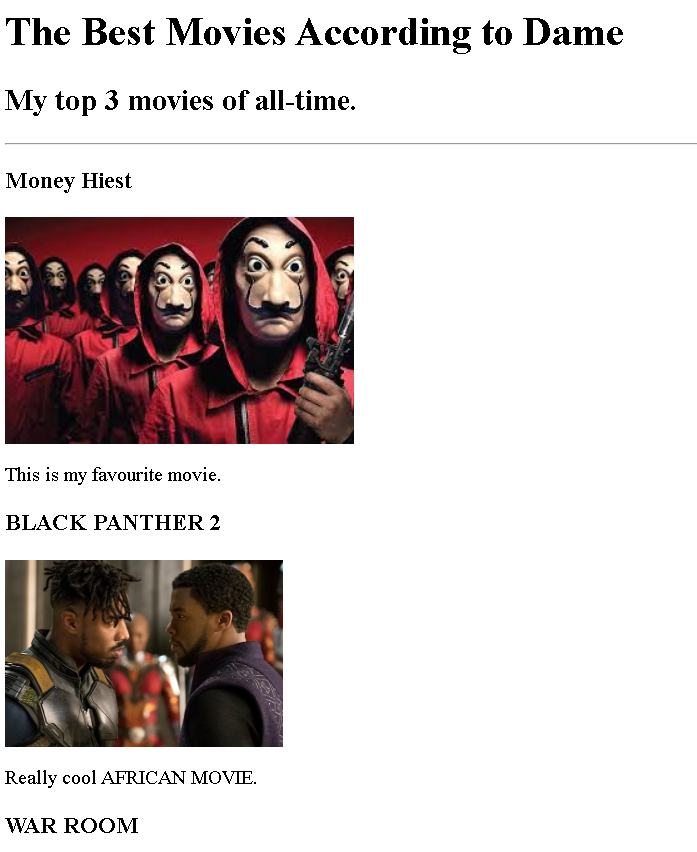 The Best Movies According to Dame
My top 3 movies of all-time.
Money Hiest
This is my favourite movie.
BLACK PANTHER 2
Really cool AFRICAN MOVIE.
WAR ROOM